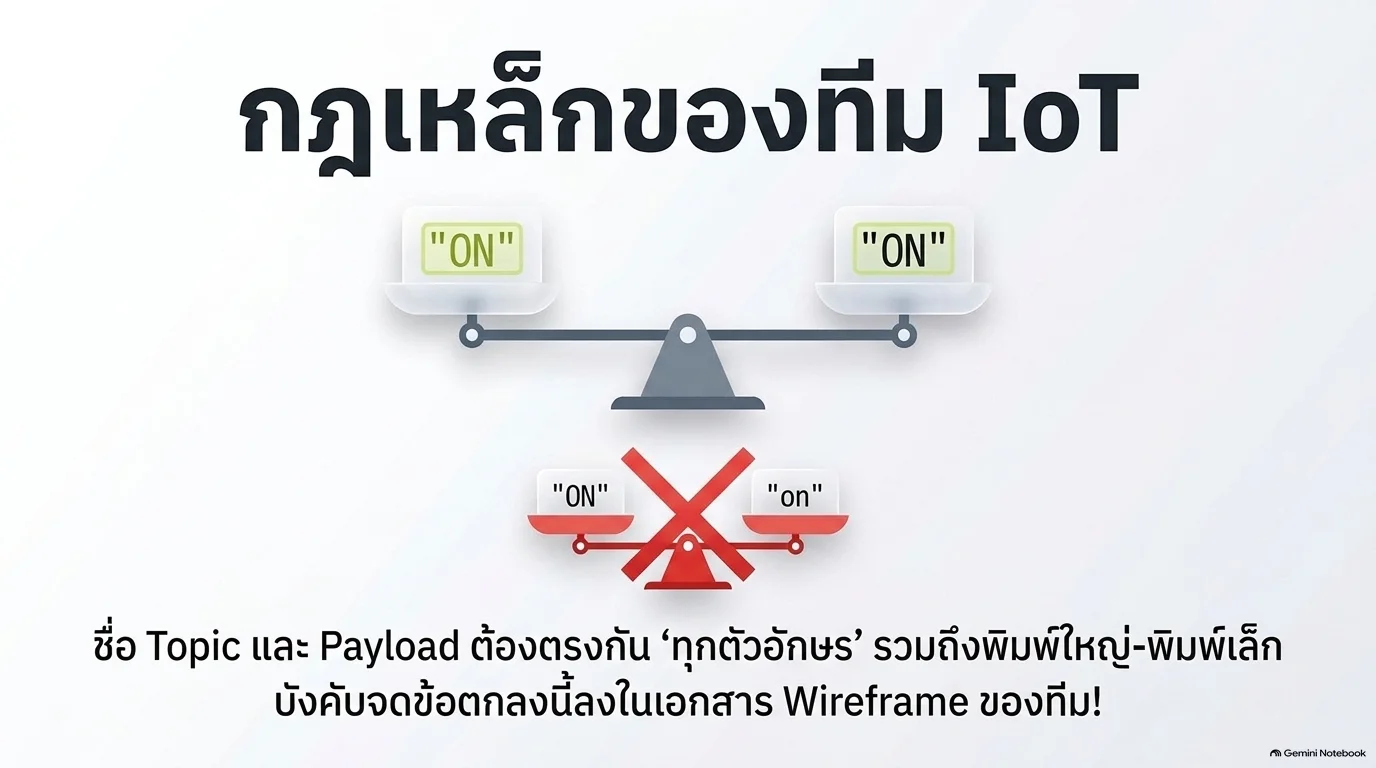 กฎเหล็กของทีม IoT
"ON"
"ON"
"ON"
"on"
ชื่อ Topic และ Payload ต้องตรงกัน ‘ทุกตัวอักษร’ รวมถึงพิมพ์ใหญ่-พิมพ์เล็ก
บังคับจดข้อตกลงนี้ลงในเอกสาร Wireframe ของทีม!
Gemini Notebook